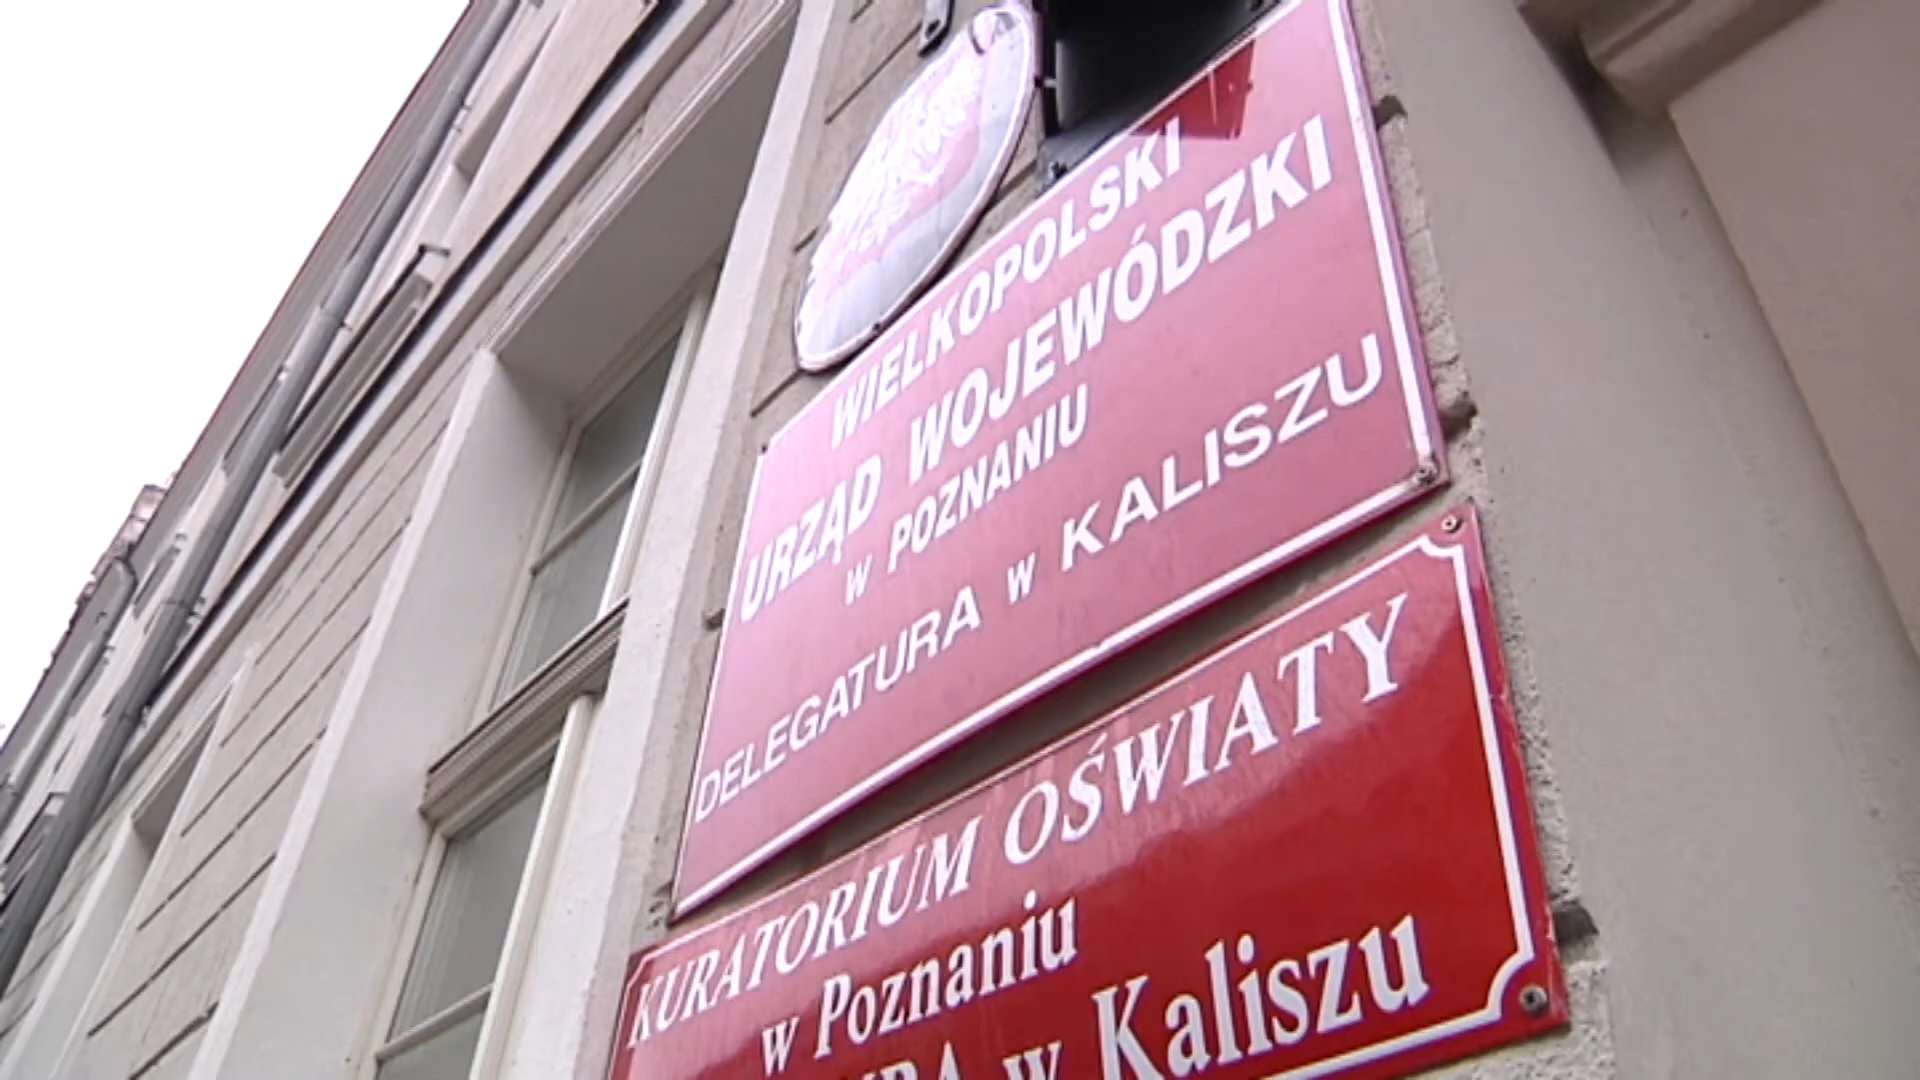 WIELKOPOLSKI
URZĄD WOJEWÓDZKI
W POZNANIU
DELEGATURA W KALISZU
KURATORIUM OŚWIATY
w Poznaniu
w Kaliszu